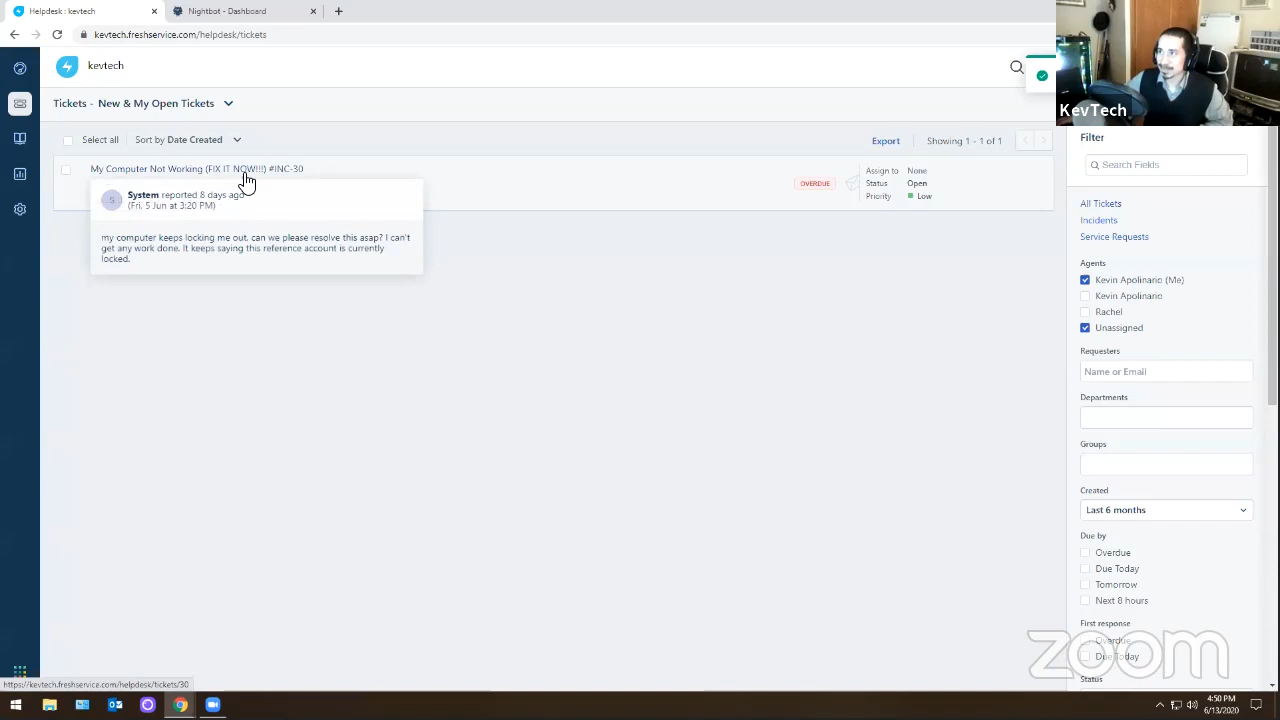 Helpdesk : kevtech
Nightbot - Dashboard
kevtech.freshservice.com/helpdesk/tickets
kevtech
KevTech
Tickets - New & My Open Tickets
Select all
Sort by Date Created
Export
Showing 1 - 1 of 1
My Computer Not Working (FIX IT NOW!!!) #INC-30
OVERDUE
Assign to None
Status Open
Priority Low
System reported 8 days ago
(Fri, 5 Jun at 3:20 PM)
my computer keeps locking me out. can we please resolve this asap? I can't
get any work done. It keeps saying this reference account is currently
locked.
Filter
Search Fields
All Tickets
Incidents
Service Requests
Agents
Kevin Apolinario (Me)
Kevin Apolinario
Rachel
Unassigned
Requesters
Name or Email
Departments
Groups
Created
Last 6 months
Due by
Overdue
Due Today
Tomorrow
Next 8 hours
First response
Overdue
Due Today
Status
zoom
https://kevtech.freshservice.com/helpdesk/tickets/30
4:50 PM
6/13/2020